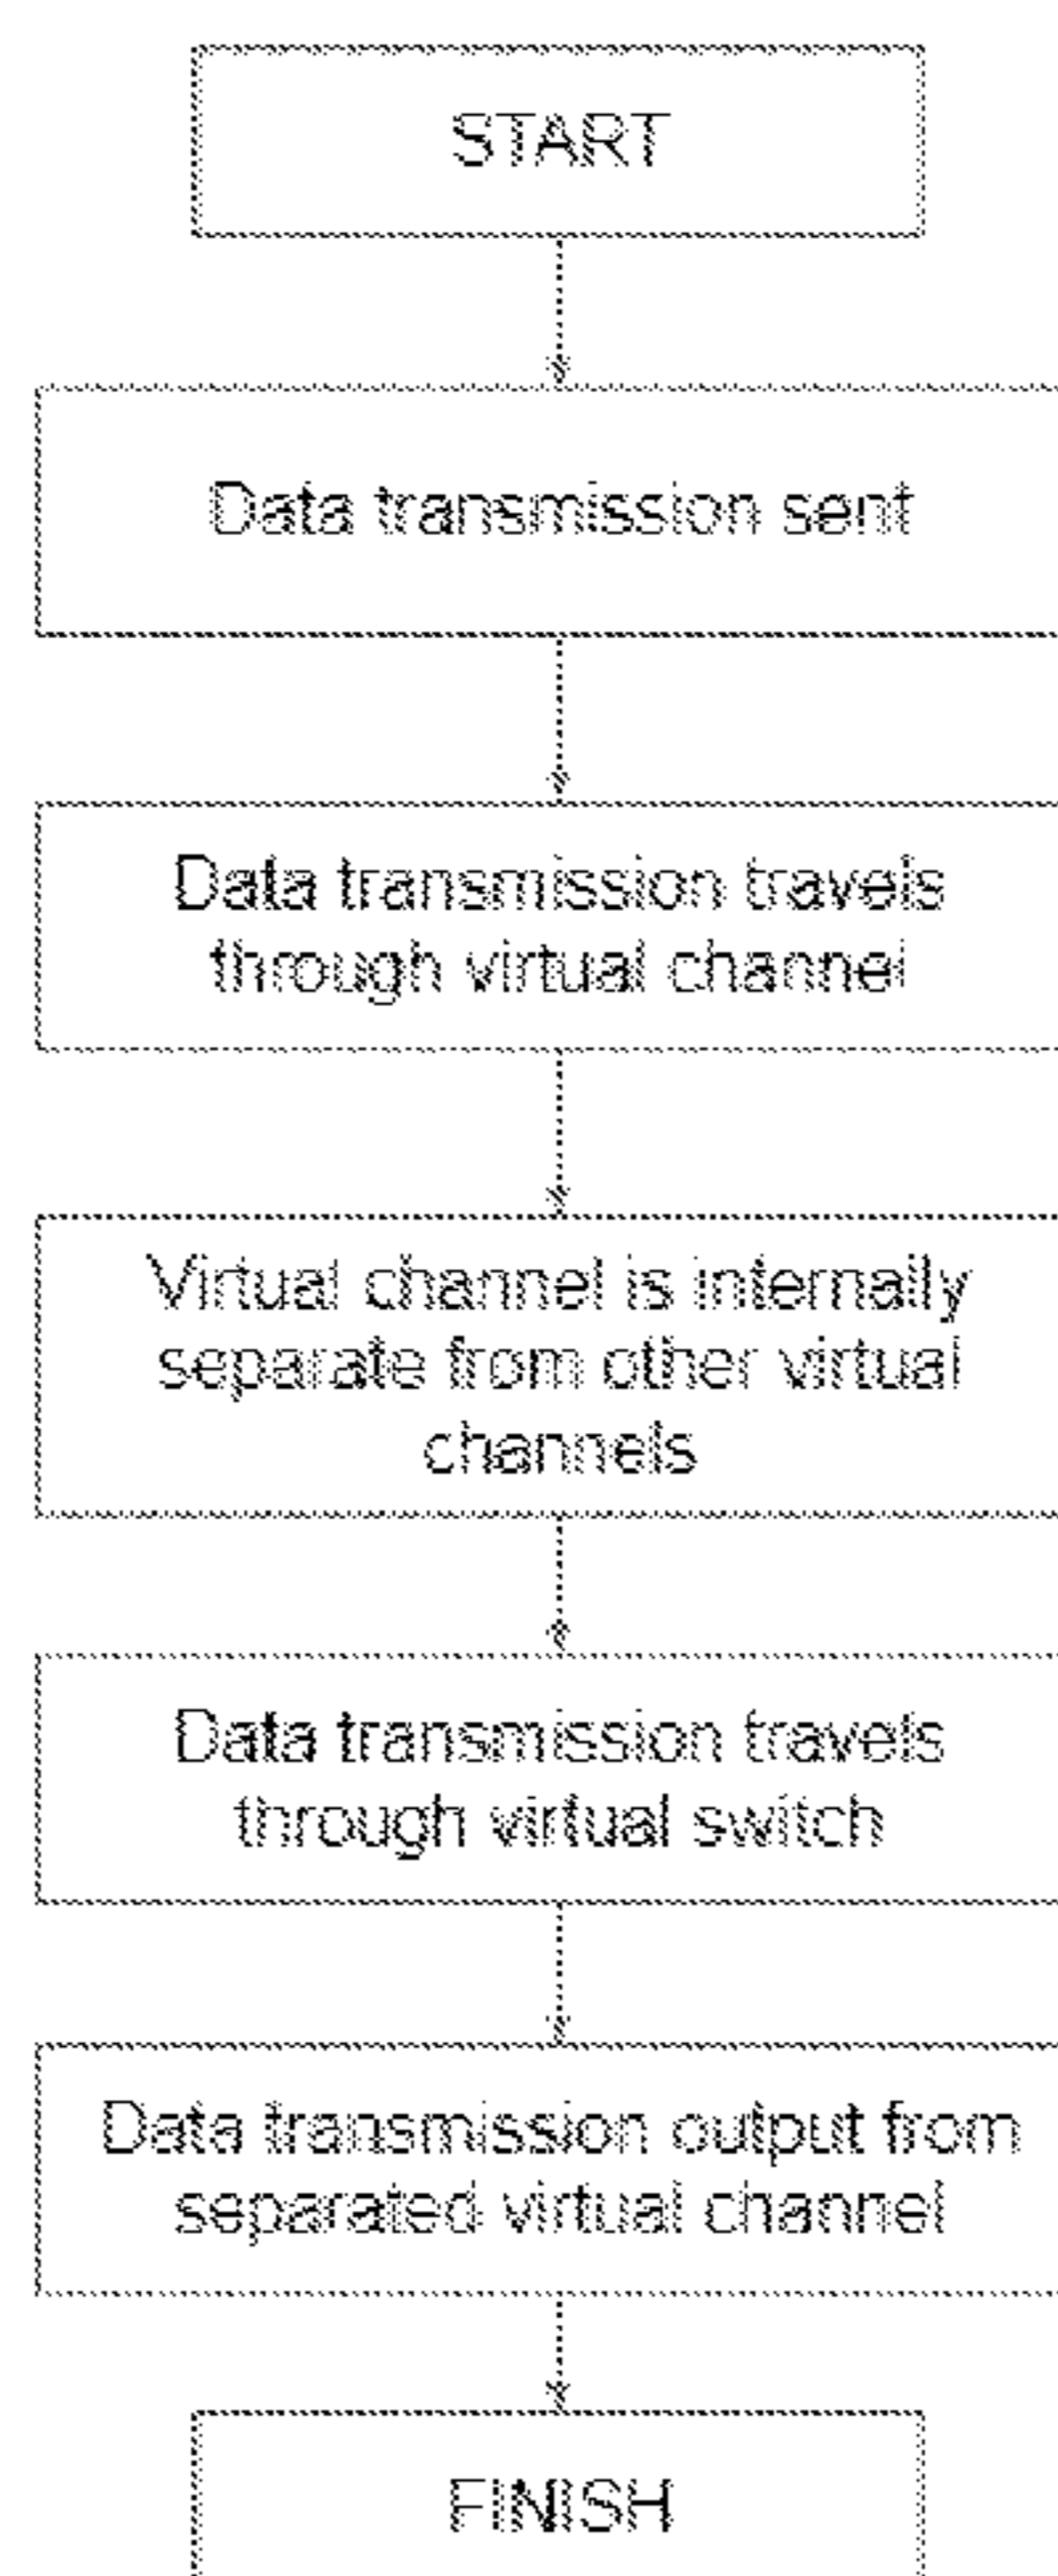 START
Data transmission sent
Data transmission travels
through virtual channel
Virtual channel is internally
separate from other virtual
channels
Data transmission travels
through virtual switch
Data transmission output from
separated virtual channel
FINISH